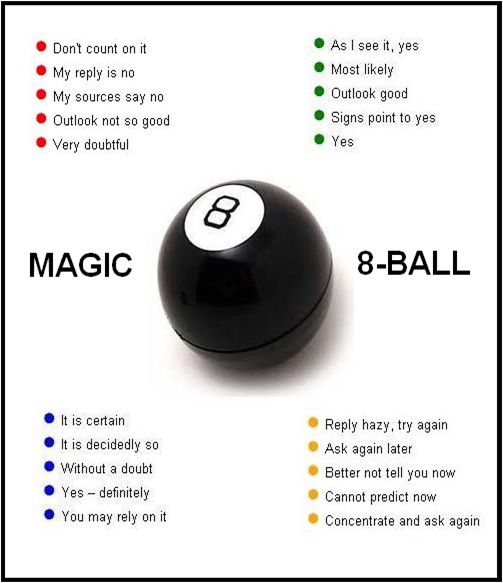 Don't count on it
My reply is no
My sources say no
Outlook not so good
Very doubtful
As I see it, yes
Most likely
Outlook good
Signs point to yes
Yes
8
MAGIC
8-BALL
It is certain
It is decidedly so
Without a doubt
Yes – definitely
You may rely on it
Reply hazy, try again
Ask again later
Better not tell you now
Cannot predict now
Concentrate and ask again